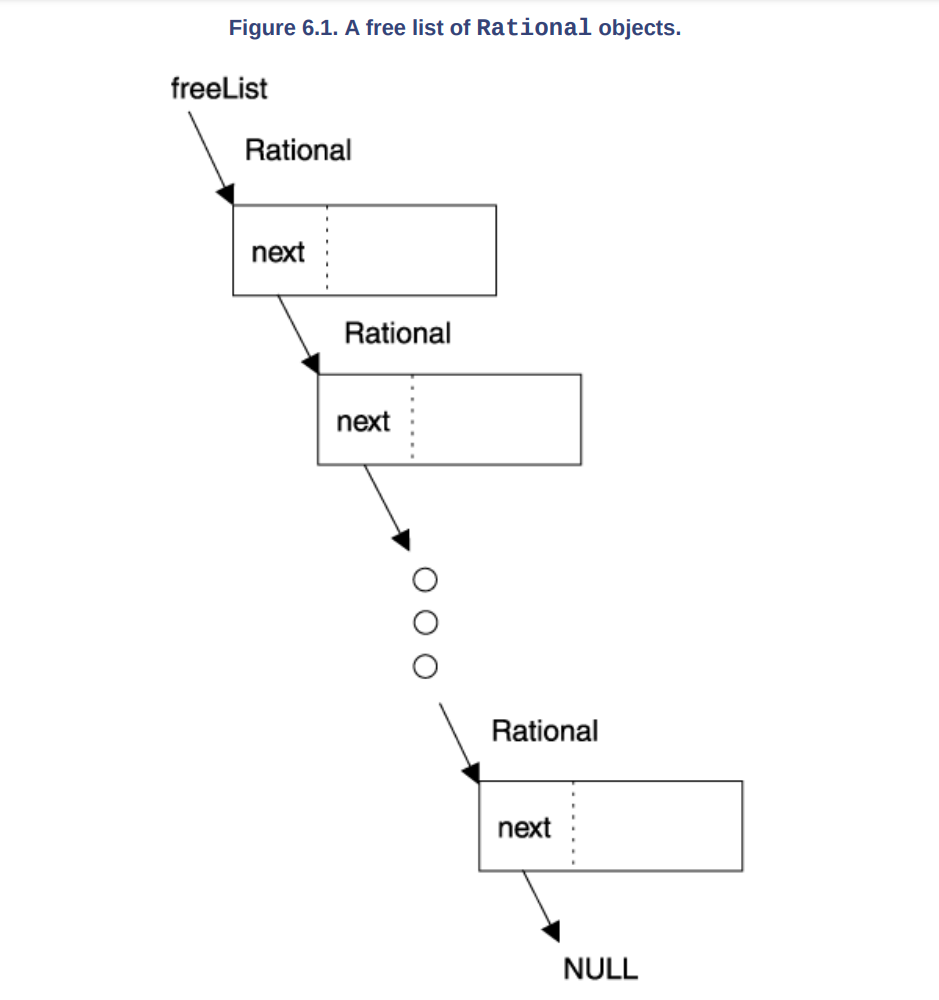 Figure 6.1. A free list of Rational objects.
freeList
Rational
next
Rational
next
Rational
next
NULL